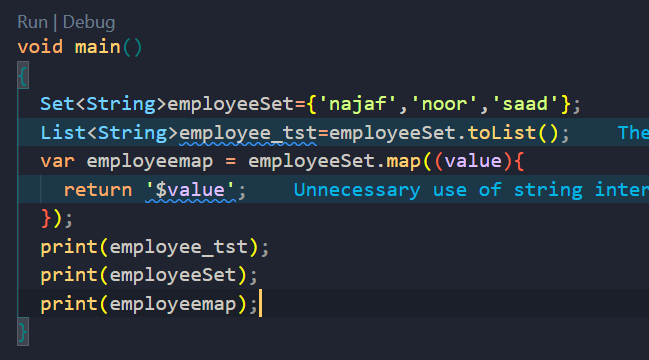 Run | Debug
void main()
{
Set<String>employeeSet={'najaf','noor','saad'};
List<String>employee_tst=employeeSet.toList(); The
var employeemap = employeeSet.map((value){
return '$value'; Unnecessary use of string inter
});
print(employee_tst);
print(employeeSet);
print(employeemap);
}